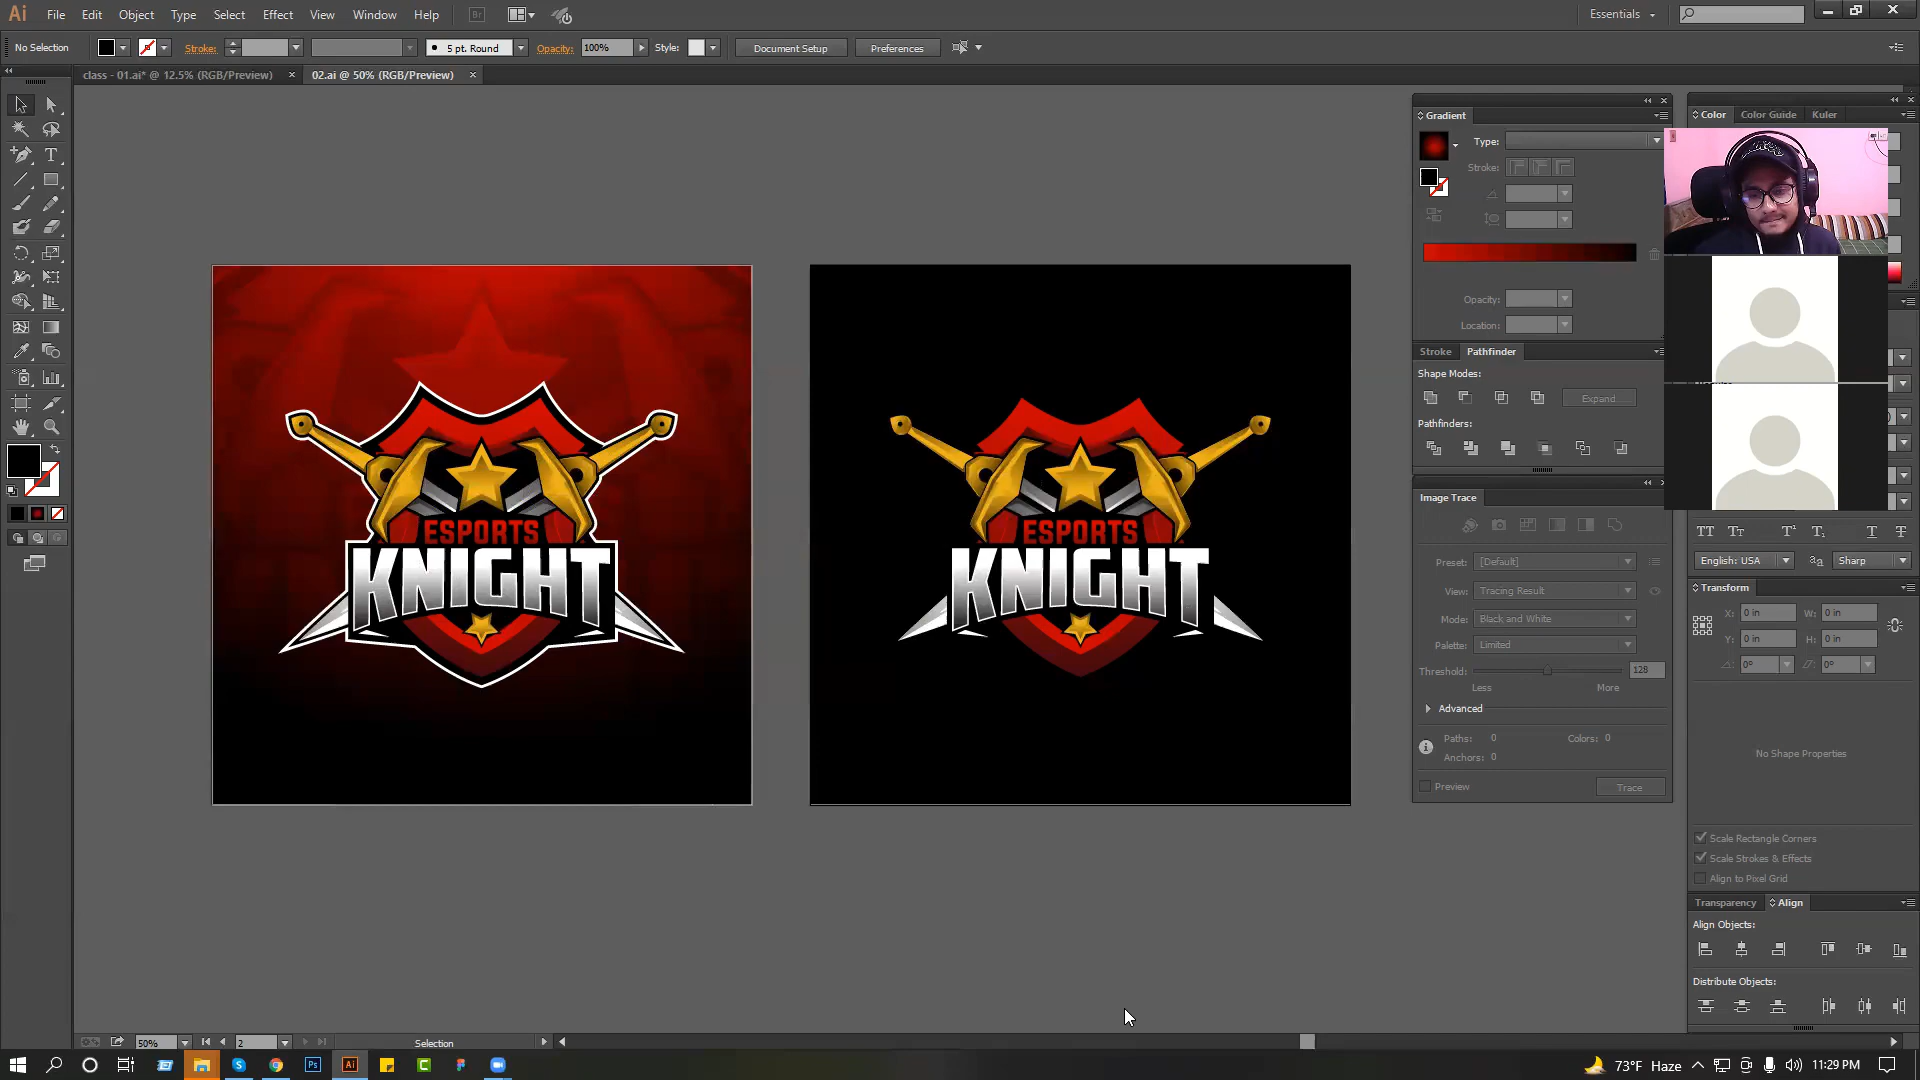 Ai File Edit Object Type Select Effect View Window Help Br Essentials
No Selection Stroke: 5 pt. Round Opacity: 100% Style: Document Setup Preferences
class - 01.ai* @ 12.5% (RGB/Preview) 02.ai @ 50% (RGB/Preview)
Gradient
Type:
Stroke:
Opacity:
Location:
Stroke Pathfinder
Shape Modes:
Expand
Pathfinders:
Image Trace
Preset: [Default]
View: Tracing Result
Mode: Black and White
Palette: Limited
Threshold: 128
Less More
Advanced
Paths: 0 Colors: 0
Anchors: 0
Preview Trace
Color Color Guide Kuler
English: USA Sharp
Transform
X: 0 in W: 0 in
Y: 0 in H: 0 in
0° 0°
No Shape Properties
Scale Rectangle Corners
Scale Strokes & Effects
Align to Pixel Grid
Transparency Align
Align Objects:
Distribute Objects:
ESPORTS
KNIGHT
ESPORTS
KNIGHT
50% 2 Selection
Ps Ai C
73°F Haze 11:29 PM